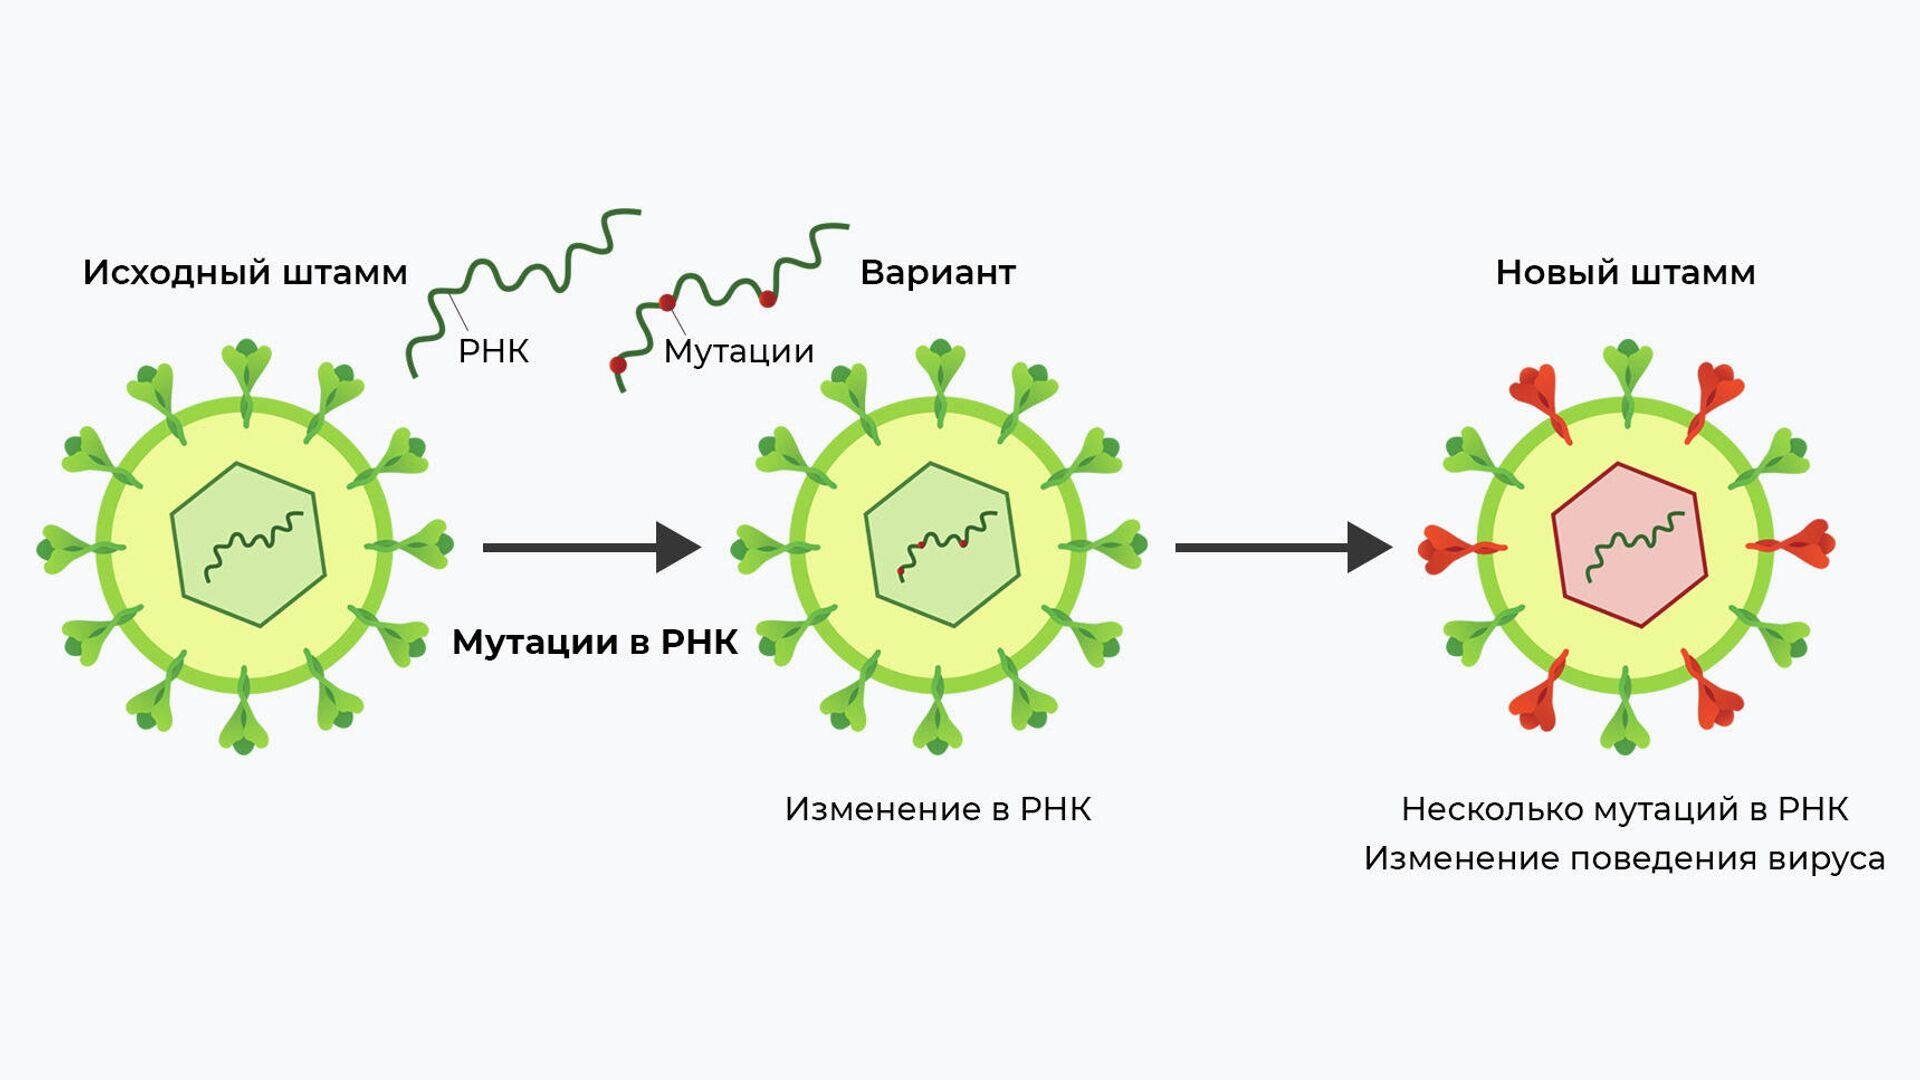 Исходный штамм
РНК
Мутации
Вариант
Новый штамм
Мутации в РНК
Изменение в РНК
Несколько мутаций в РНК
Изменение поведения вируса